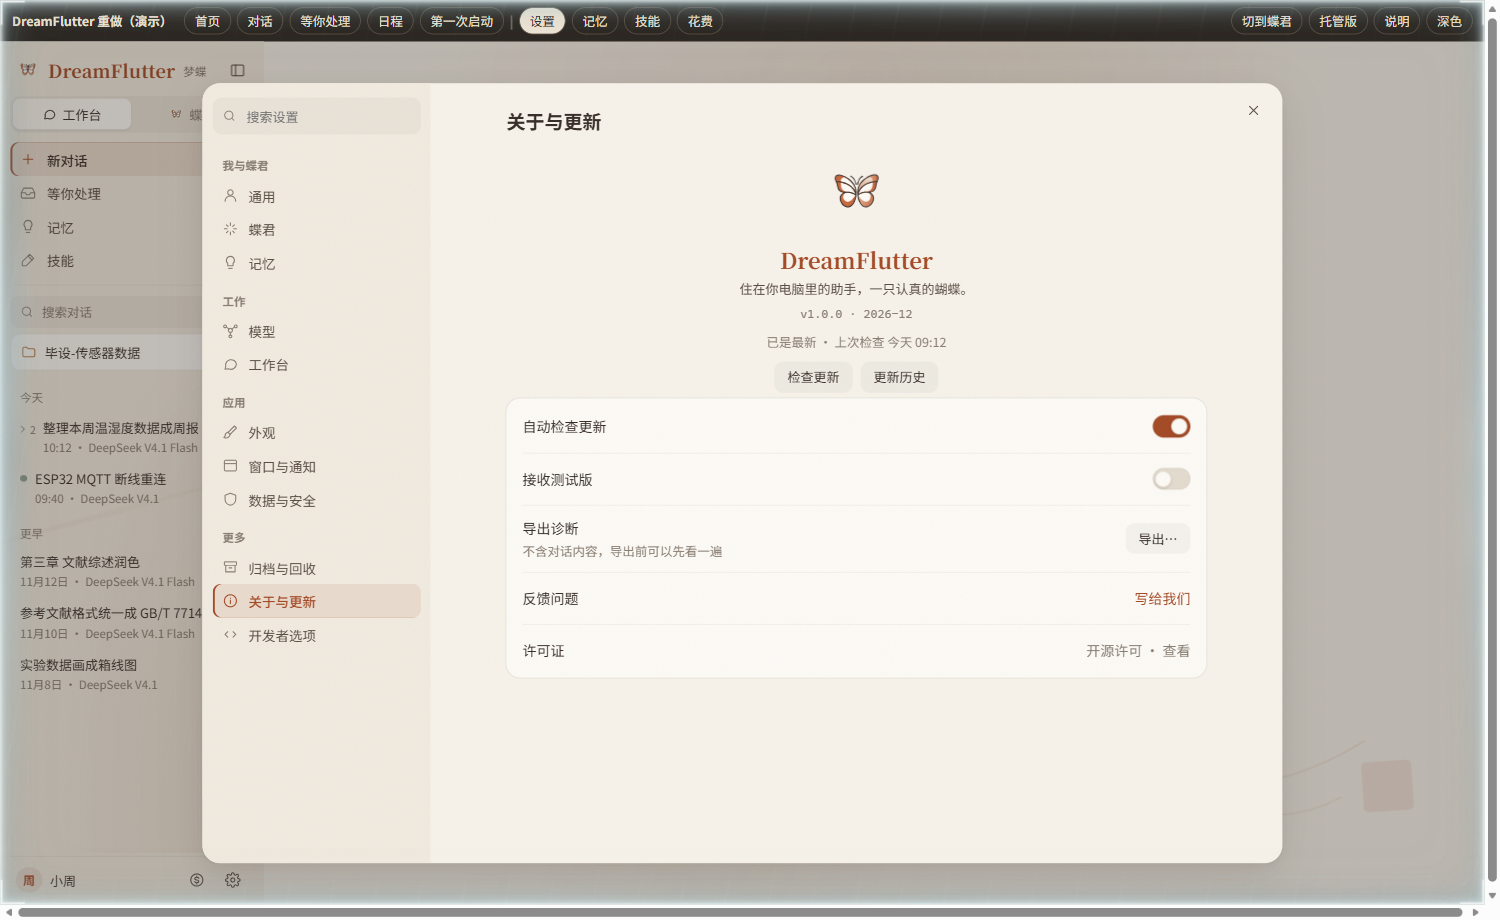 DreamFlutter 重做（演示）
首页
对话
等你处理
日程
第一次启动
设置
记忆
技能
花费
切到蝶君
托管版
说明
深色
DreamFlutter 梦蝶
工作台
蝶
新对话
等你处理
记忆
技能
搜索对话
毕设-传感器数据
今天
2 整理本周温湿度数据成周报
10:12 • DeepSeek V4.1 Flash
ESP32 MQTT 断线重连
09:40 • DeepSeek V4.1
更早
第三章 文献综述润色
11月12日 • DeepSeek V4.1 Flash
参考文献格式统一成 GB/T 7714
11月10日 • DeepSeek V4.1 Flash
实验数据画成箱线图
11月8日 • DeepSeek V4.1
周 小周
搜索设置
我与蝶君
通用
蝶君
记忆
工作
模型
工作台
应用
外观
窗口与通知
数据与安全
更多
归档与回收
关于与更新
开发者选项
关于与更新
DreamFlutter
住在你电脑里的助手，一只认真的蝴蝶。
v1.0.0 · 2026-12
已是最新 • 上次检查 今天 09:12
检查更新
更新历史
自动检查更新
接收测试版
导出诊断
不含对话内容，导出前可以先看一遍
导出…
反馈问题
写给我们
许可证
开源许可 • 查看